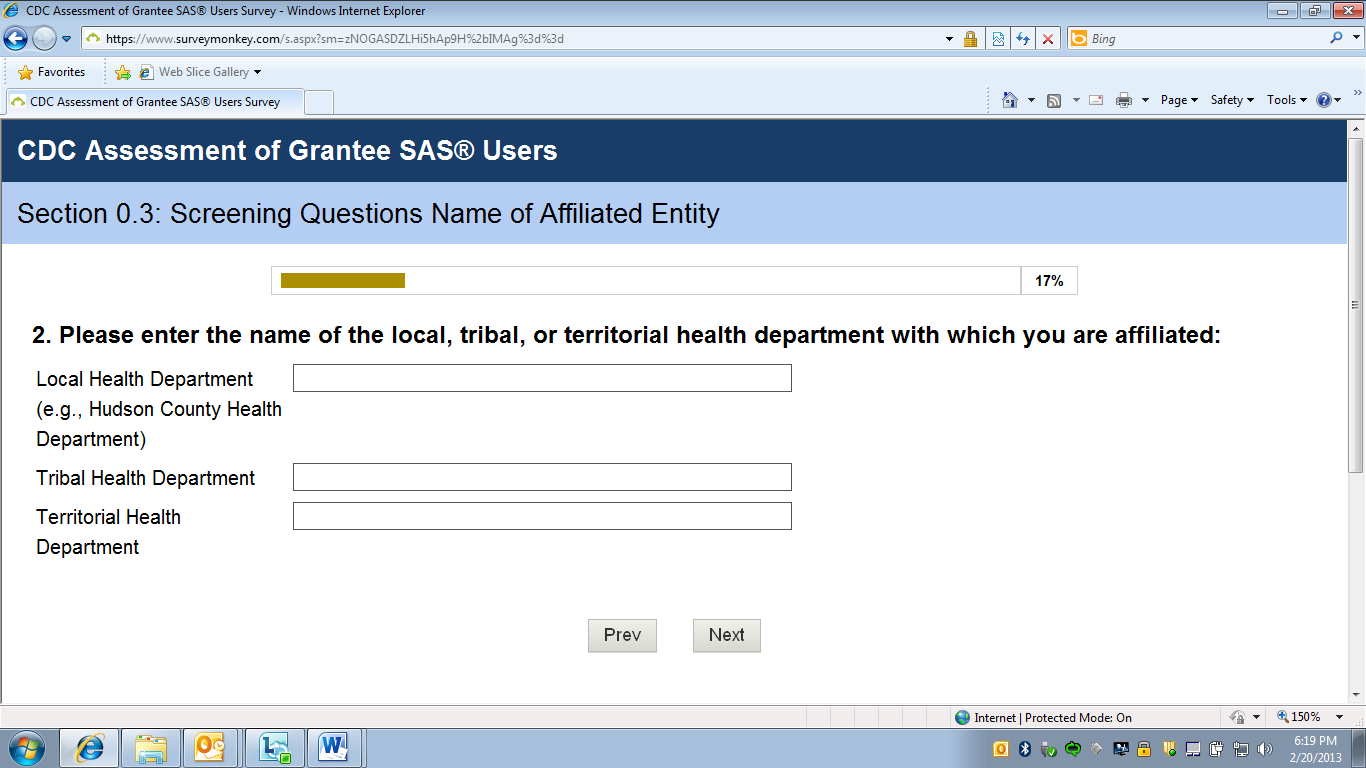 CDC Assessment of Grantee SAS® Users Survey - Windows Internet Explorer
https://www.surveymonkey.com/s.aspx?sm=zNOGASDZLHi5hAp9H%2bIMAg%3d%3d
Bing
Favorites
Web Slice Gallery
CDC Assessment of Grantee SAS® Users Survey
Page
Safety
Tools
CDC Assessment of Grantee SAS® Users
Section 0.3: Screening Questions Name of Affiliated Entity
17%
2. Please enter the name of the local, tribal, or territorial health department with which you are affiliated:
Local Health Department
(e.g., Hudson County Health
Department)
Tribal Health Department
Territorial Health
Department
Prev
Next
Internet | Protected Mode: On
150%
6:19 PM
2/20/2013